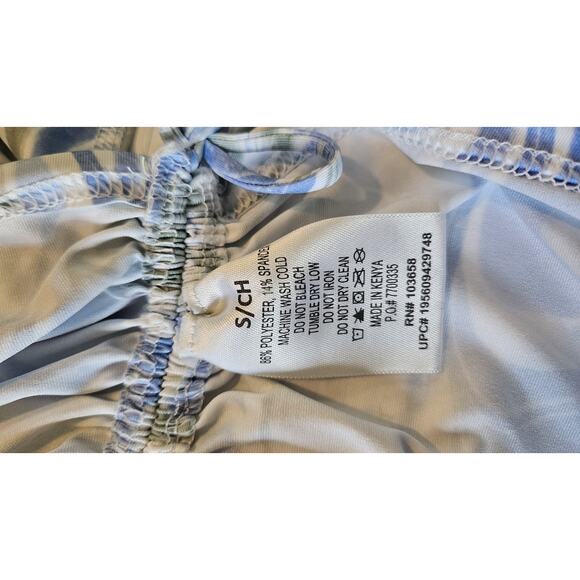 S/CH
86% POLYESTER, 14% SPANDEX
MACHINE WASH COLD
DO NOT BLEACH
TUMBLE DRY LOW
DO NOT IRON
DO NOT DRY CLEAN
MADE IN KENYA
P.O.# 7700335
RN# 103658
UPC# 195609429748